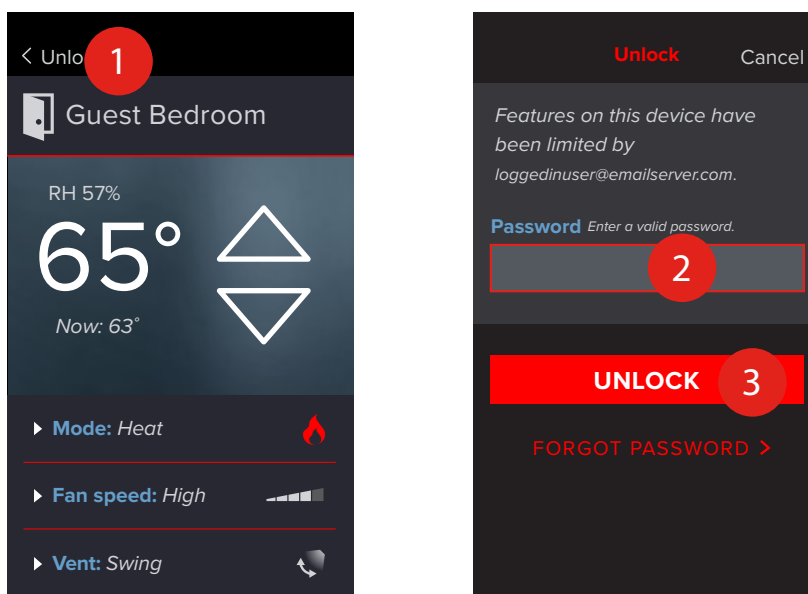 < Unlo
1
Guest Bedroom
RH 57%
65°
Now: 63°
Mode: Heat
Fan speed: High
Vent: Swing
Unlock Cancel
Features on this device have
been limited by
loggedinuser@emailserver.com.
Password Enter a valid password.
2
UNLOCK 3
FORGOT PASSWORD >